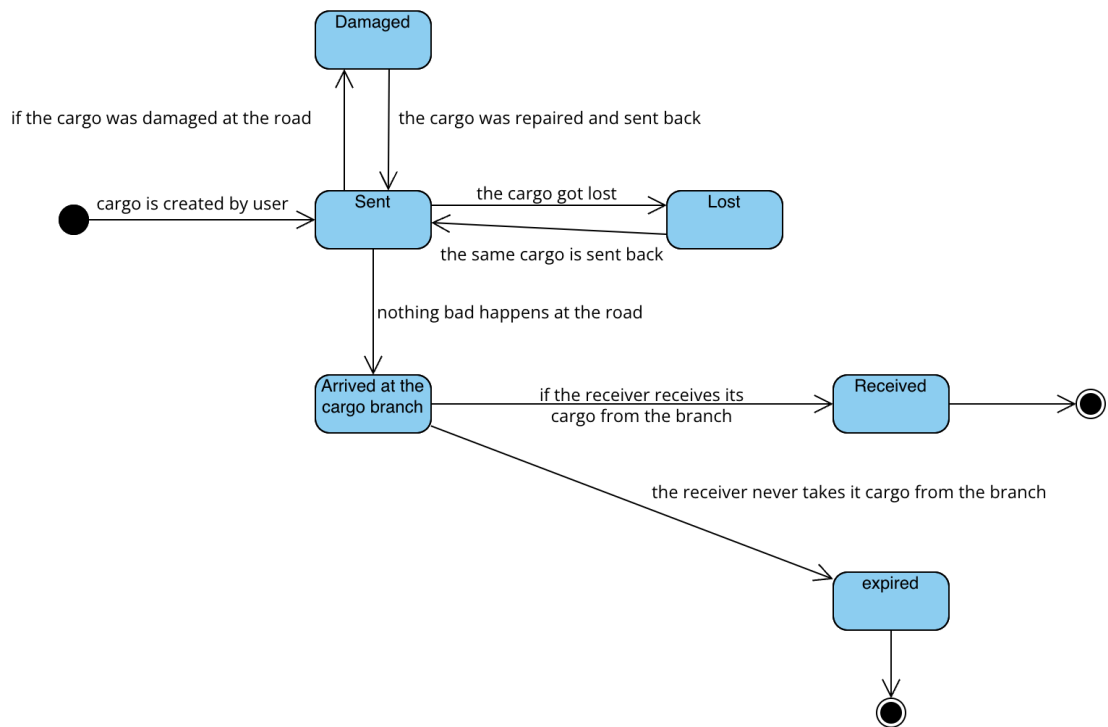 Damaged
if the cargo was damaged at the road
the cargo was repaired and sent back
cargo is created by user
Sent
the cargo got lost
Lost
the same cargo is sent back
nothing bad happens at the road
Arrived at the
cargo branch
if the receiver receives its
cargo from the branch
Received
the receiver never takes it cargo from the branch
expired